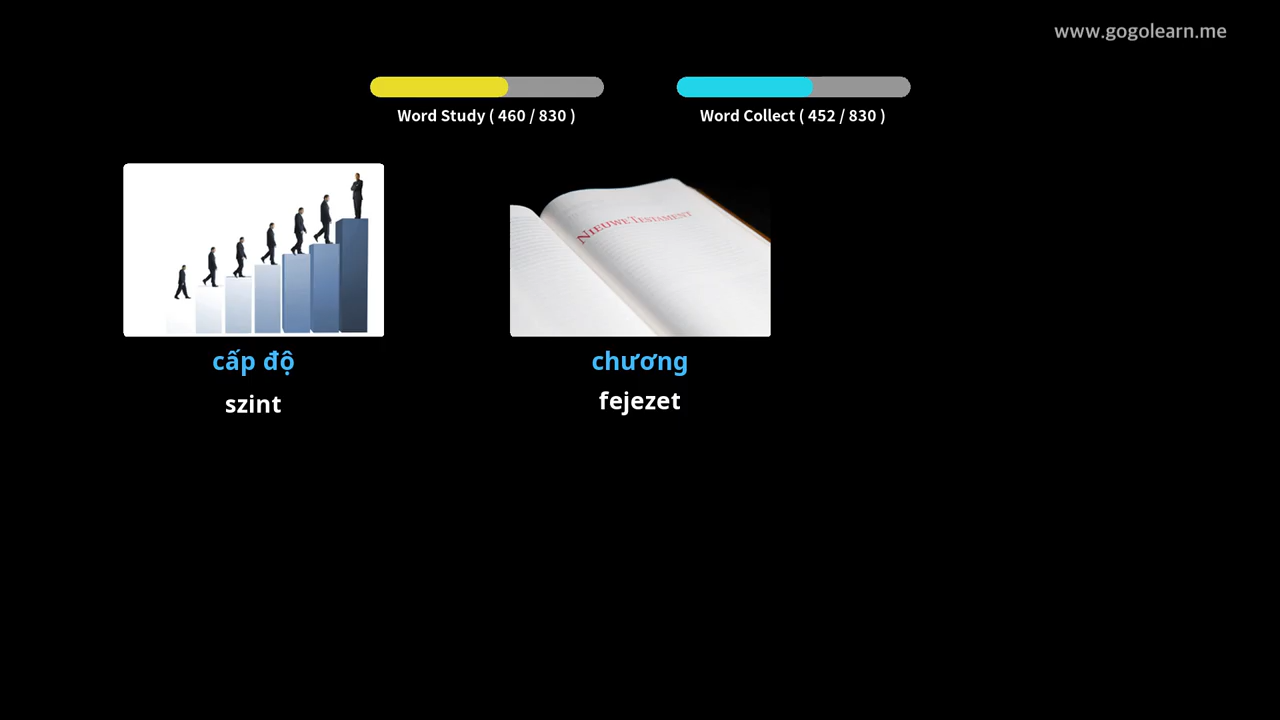 www.gogolearn.me
Word Study ( 460 / 830 )
Word Collect ( 452 / 830 )
NIEUWE TESTAMENT
cấp độ
chương
szint
fejezet